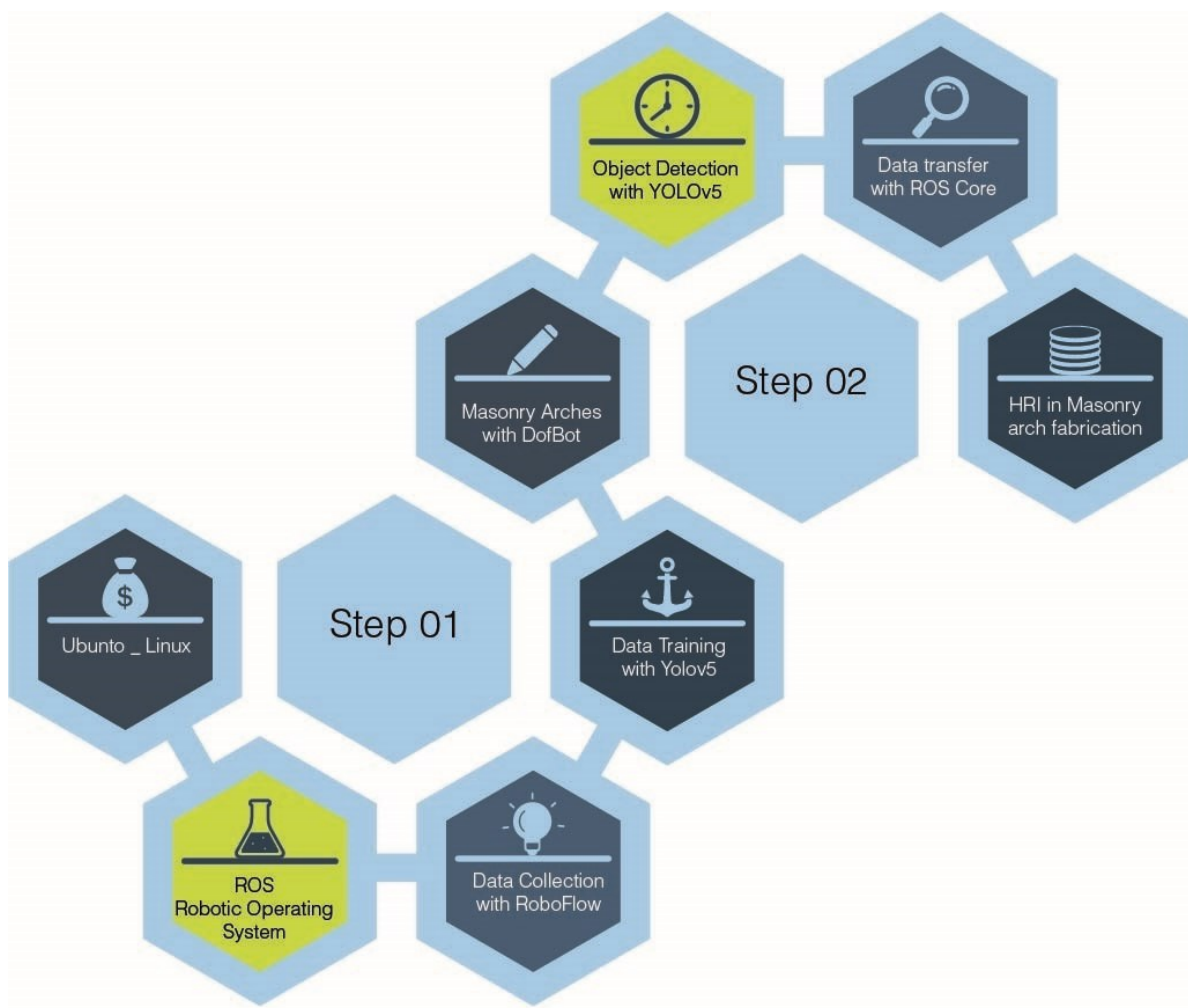 Object Detection
with YOLOv5
Data transfer
with ROS Core
Masonry Arches
with DofBot
Step 02
HRI in Masonry
arch fabrication
$
Ubunto _ Linux
Step 01
Data Training
with Yolov5
ROS
Robotic Operating
System
Data Collection
with RoboFlow